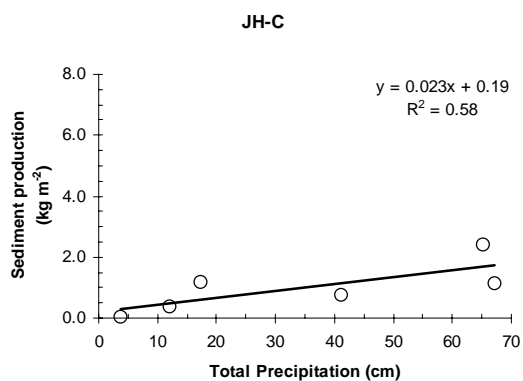 JH-C
y = 0.023x + 0.19
R² = 0.58
Sediment production
(kg m⁻²)
8.0
6.0
4.0
2.0
0.0
0 10 20 30 40 50 60 70
Total Precipitation (cm)